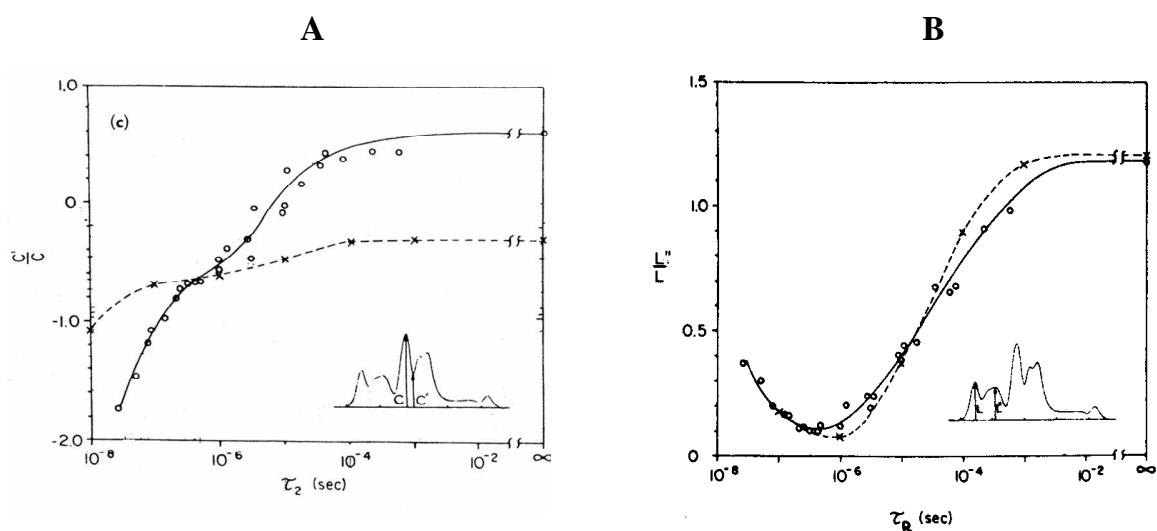 A
1.0
(c)
0
-1.0
-2.0
C'/C
C C'
10⁻⁸ 10⁻⁶ 10⁻⁴ 10⁻² ∞
τ₂ (sec)
B
1.5
1.0
0.5
0
L"/L
L L"
10⁻⁸ 10⁻⁶ 10⁻⁴ 10⁻² ∞
τ_R (sec)